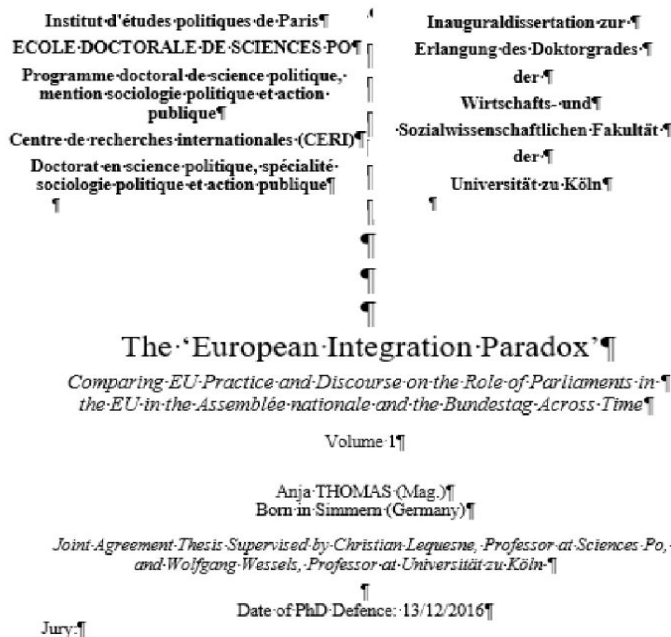 Institut d'études politiques de Paris¶
ECOLE·DOCTORALE·DE·SCIENCES·PO¶
Programme·doctoral·de·science·politique,·
mention·sociologie·politique·et·action·
publique¶
Centre·de·recherches·internationales·(CERI)¶
Doctorat·en·science·politique,·spécialité·
sociologie·politique·et·action·publique¶
¶
Inauguraldissertation·zur·¶
Erlangung·des·Doktorgrades·¶
der·¶
Wirtschafts-·und¶
Sozialwissenschaftlichen·Fakultät·¶
der·¶
Universität·zu·Köln¶
¶
¶
¶
¶
The·‘European·Integration·Paradox’¶
Comparing·EU·Practice·and·Discourse·on·the·Role·of·Parliaments·in·¶
the·EU·in·the·Assemblée·nationale·and·the·Bundestag·Across·Time¶
Volume·1¶
Anja·THOMAS·(Mag.)¶
Born·in·Simmern·(Germany)¶
Joint·Agreement·Thesis·Supervised·by·Christian·Lequesne,·Professor·at·Sciences·Po,·
and·Wolfgang·Wessels,·Professor·at·Universität·zu·Köln·¶
¶
Date·of·PhD·Defence:·13/12/2016¶
Jury:¶